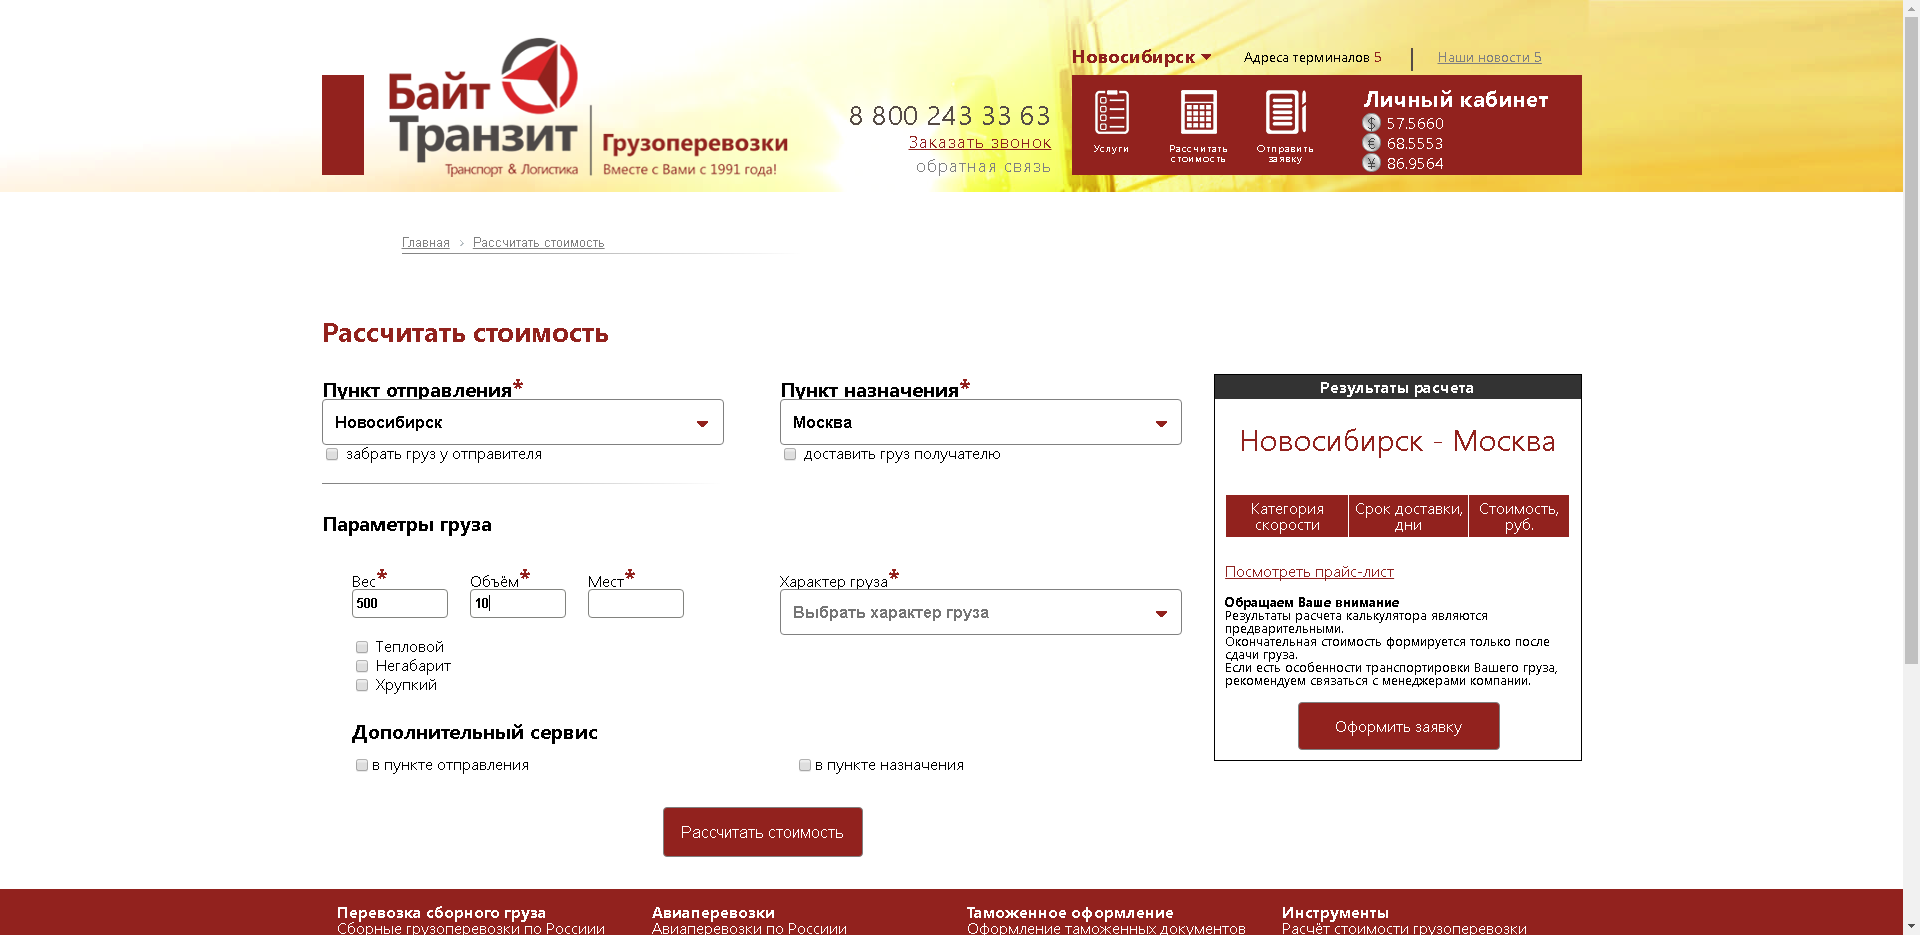 Байт
Транзит
Транспорт & Логистика
Грузоперевозки
Вместе с Вами с 1991 года!
8 800 243 33 63
Заказать звонок
обратная связь
Новосибирск
Адреса терминалов 5
Наши новости 5
Услуги
Рассчитать
стоимость
Отправить
заявку
Личный кабинет
$ 57.5660
€ 68.5553
¥ 86.9564
Главная › Рассчитать стоимость
Рассчитать стоимость
Пункт отправления*
Новосибирск
забрать груз у отправителя
Пункт назначения*
Москва
доставить груз получателю
Параметры груза
Вес*
500
Объём*
10
Мест*
Характер груза*
Выбрать характер груза
Тепловой
Негабарит
Хрупкий
Дополнительный сервис
в пункте отправления
в пункте назначения
Рассчитать стоимость
Результаты расчета
Новосибирск - Москва
Категория
скорости
Срок доставки,
дни
Стоимость,
руб.
Посмотреть прайс-лист
Обращаем Ваше внимание
Результаты расчета калькулятора являются
предварительными.
Окончательная стоимость формируется только после
сдачи груза.
Если есть особенности транспортировки Вашего груза,
рекомендуем связаться с менеджерами компании.
Оформить заявку
Перевозка сборного груза
Сборные грузоперевозки по Россиии
Авиаперевозки
Авиаперевозки по Россиии
Таможенное оформление
Оформление таможенных документов
Инструменты
Расчёт стоимости грузоперевозки